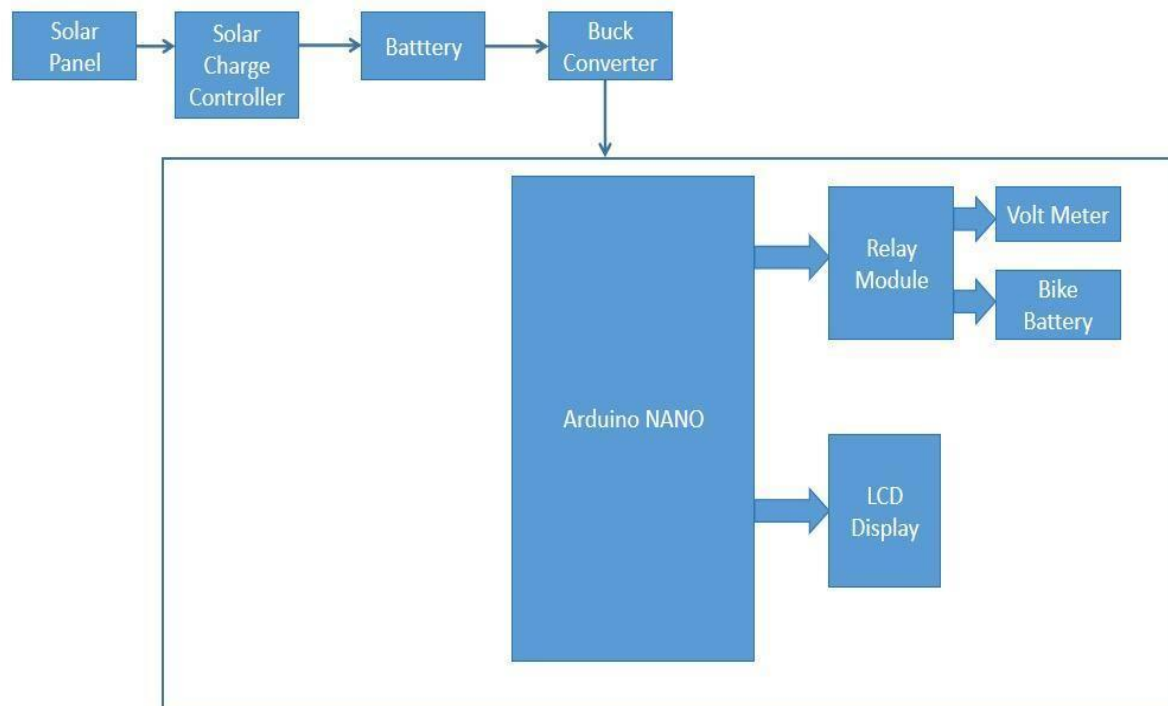 Solar
Panel
Solar
Charge
Controller
Batttery
Buck
Converter
Arduino NANO
Relay
Module
Volt Meter
Bike
Battery
LCD
Display